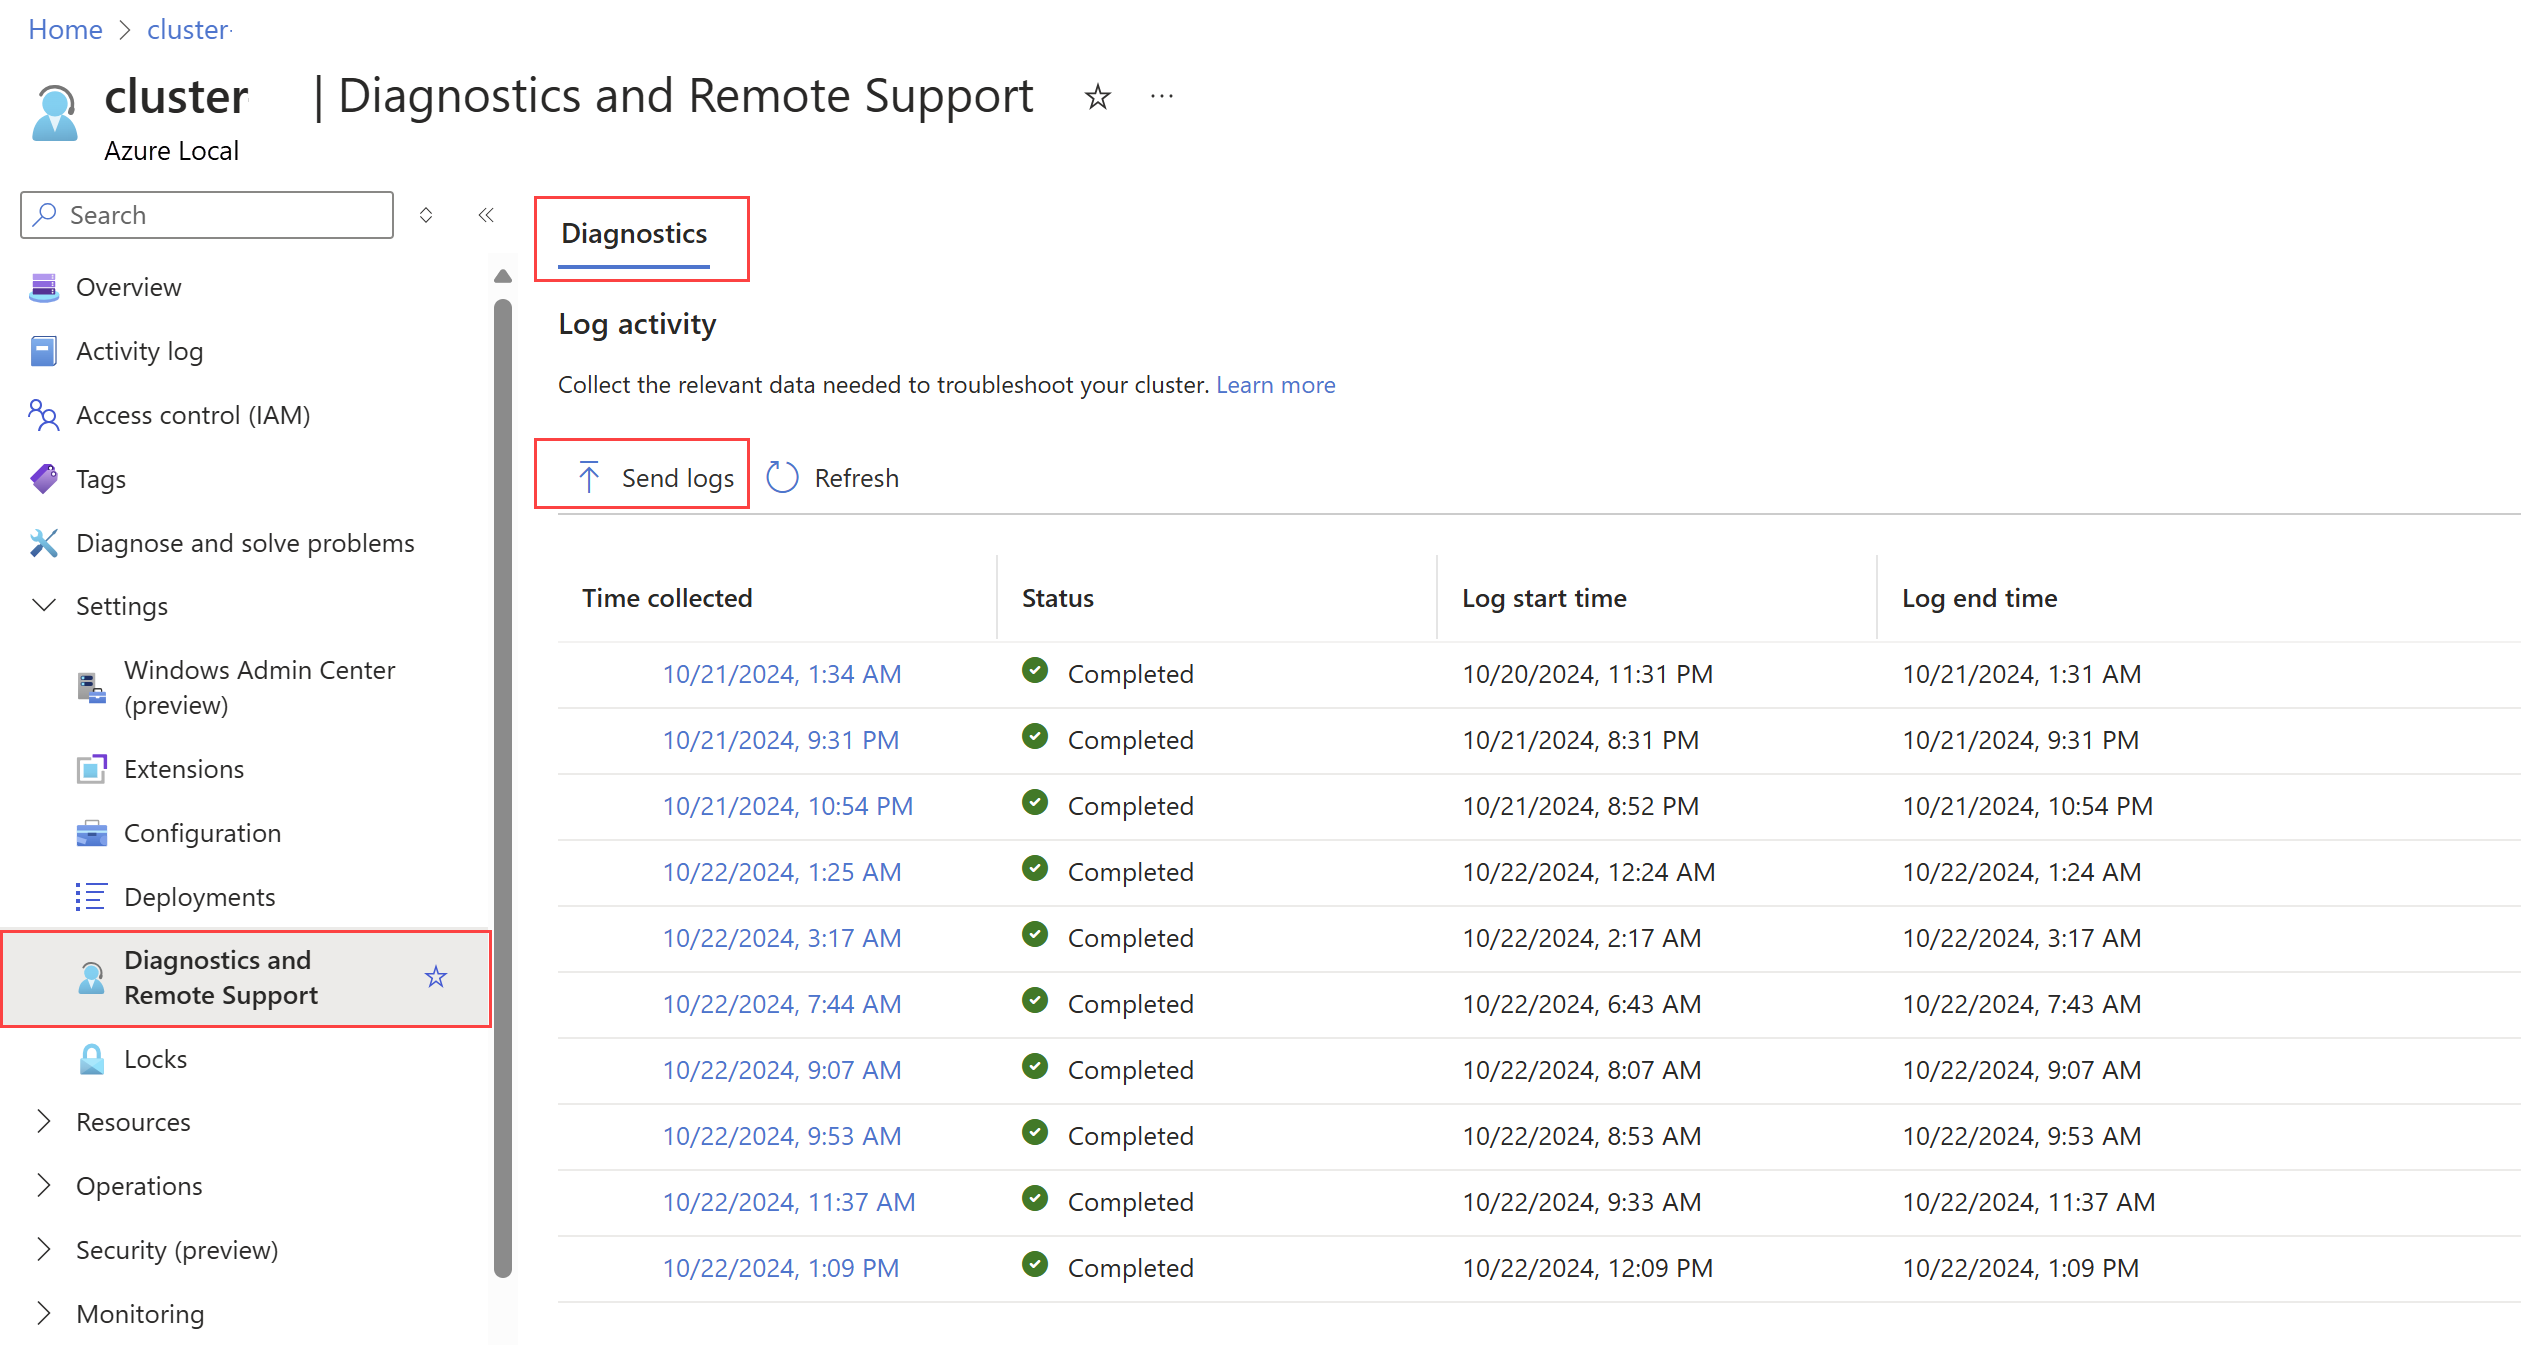 Home > cluster
cluster | Diagnostics and Remote Support
Azure Local
Search
Overview
Activity log
Access control (IAM)
Tags
Diagnose and solve problems
Settings
Windows Admin Center
(preview)
Extensions
Configuration
Deployments
Diagnostics and
Remote Support
Locks
Resources
Operations
Security (preview)
Monitoring
Diagnostics
Log activity
Collect the relevant data needed to troubleshoot your cluster. Learn more
Send logs Refresh
Time collected Status Log start time Log end time
10/21/2024, 1:34 AM Completed 10/20/2024, 11:31 PM 10/21/2024, 1:31 AM
10/21/2024, 9:31 PM Completed 10/21/2024, 8:31 PM 10/21/2024, 9:31 PM
10/21/2024, 10:54 PM Completed 10/21/2024, 8:52 PM 10/21/2024, 10:54 PM
10/22/2024, 1:25 AM Completed 10/22/2024, 12:24 AM 10/22/2024, 1:24 AM
10/22/2024, 3:17 AM Completed 10/22/2024, 2:17 AM 10/22/2024, 3:17 AM
10/22/2024, 7:44 AM Completed 10/22/2024, 6:43 AM 10/22/2024, 7:43 AM
10/22/2024, 9:07 AM Completed 10/22/2024, 8:07 AM 10/22/2024, 9:07 AM
10/22/2024, 9:53 AM Completed 10/22/2024, 8:53 AM 10/22/2024, 9:53 AM
10/22/2024, 11:37 AM Completed 10/22/2024, 9:33 AM 10/22/2024, 11:37 AM
10/22/2024, 1:09 PM Completed 10/22/2024, 12:09 PM 10/22/2024, 1:09 PM